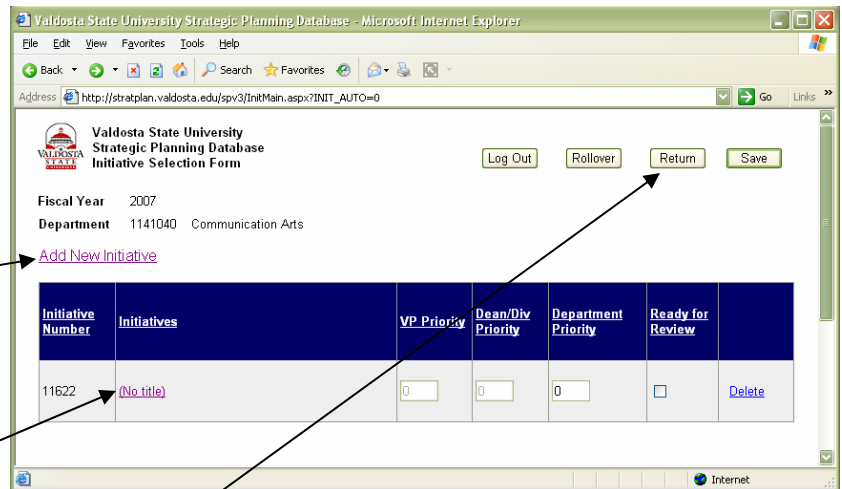 Valdosta State University Strategic Planning Database - Microsoft Internet Explorer
File Edit View Favorites Tools Help
Back Search Favorites
Address http://stratplan.valdosta.edu/spv3/InitMain.aspx?INIT_AUTO=0 Go Links »
VALDOSTA STATE
Valdosta State University
Strategic Planning Database
Initiative Selection Form
Log Out Rollover Return Save
Fiscal Year 2007
Department 1141040 Communication Arts
Add New Initiative
Initiative Number Initiatives VP Priority Dean/Div Priority Department Priority Ready for Review
11622 (No title) 0 0 0 Delete
Internet